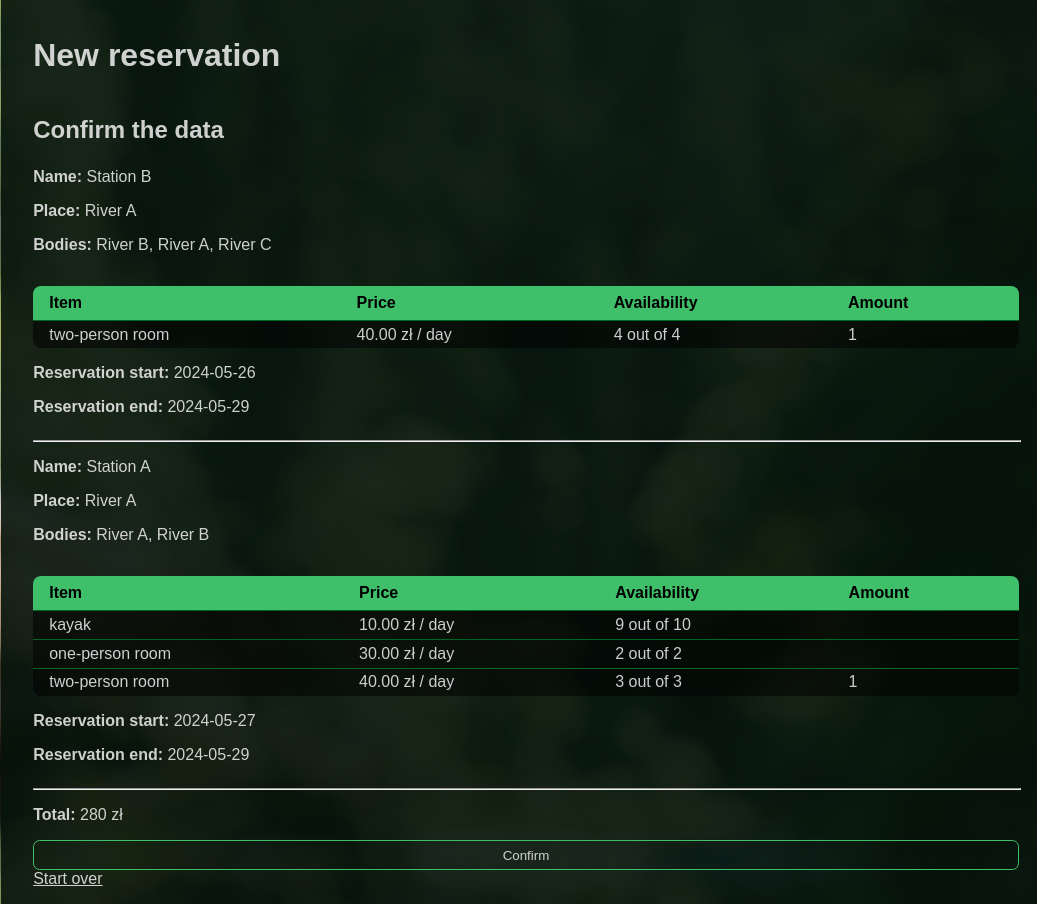 New reservation
Confirm the data
Name: Station B
Place: River A
Bodies: River B, River A, River C
Item Price Availability Amount
two-person room 40.00 zł / day 4 out of 4 1
Reservation start: 2024-05-26
Reservation end: 2024-05-29
Name: Station A
Place: River A
Bodies: River A, River B
Item Price Availability Amount
kayak 10.00 zł / day 9 out of 10
one-person room 30.00 zł / day 2 out of 2
two-person room 40.00 zł / day 3 out of 3 1
Reservation start: 2024-05-27
Reservation end: 2024-05-29
Total: 280 zł
Confirm
Start over